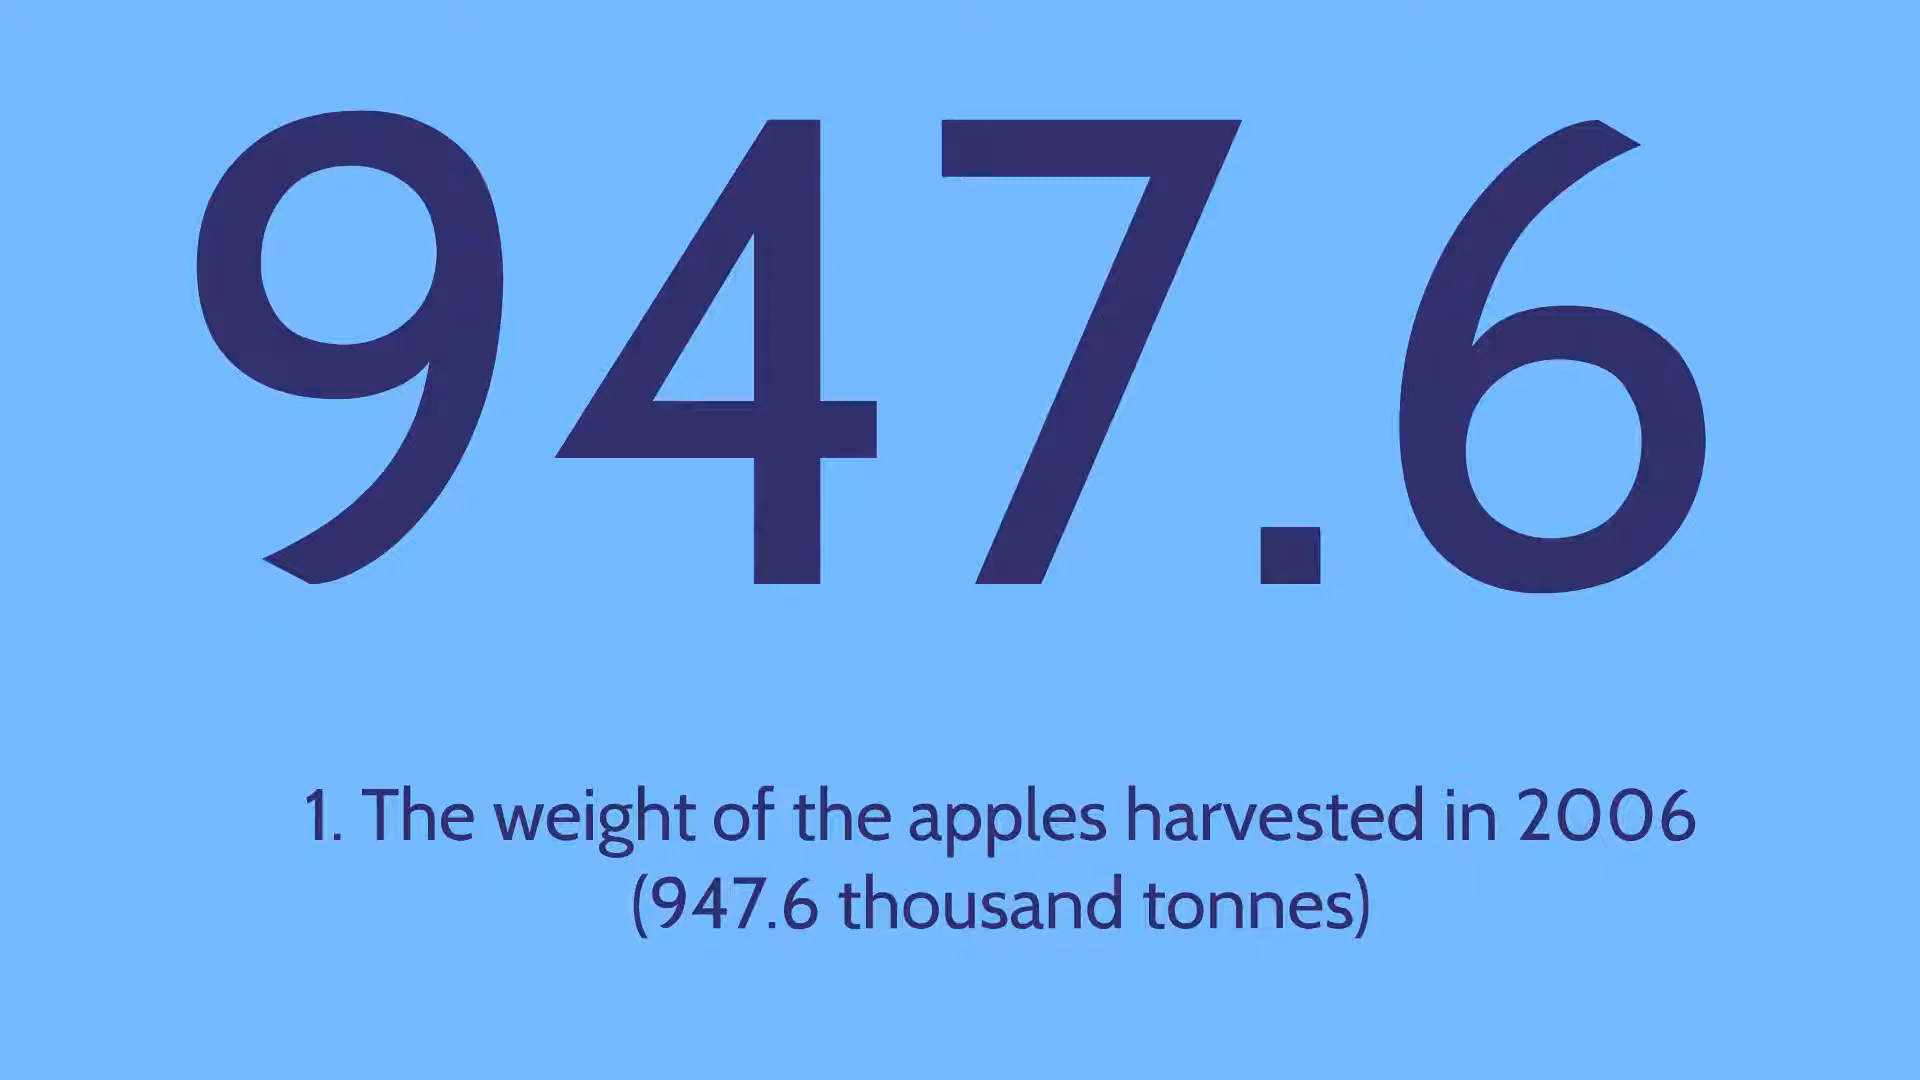 947.6
1. The weight of the apples harvested in 2006
(947.6 thousand tonnes)